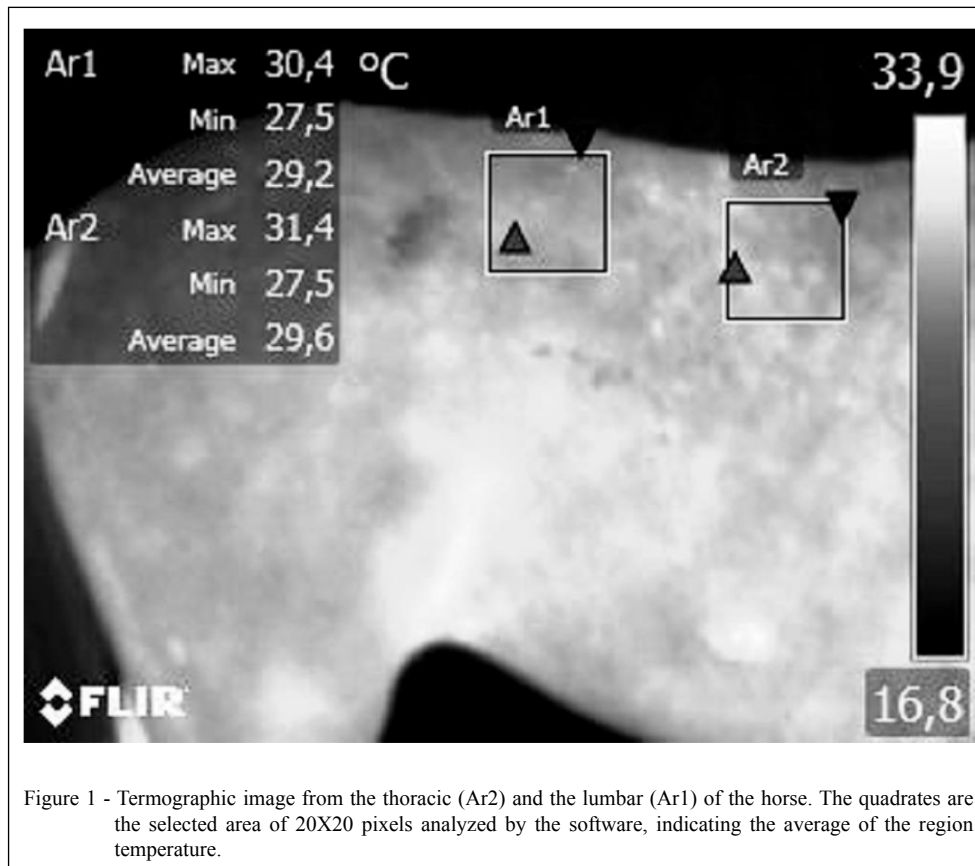 Ar1 Max 30,4 °C
Min 27,5
Average 29,2
Ar2 Max 31,4
Min 27,5
Average 29,6
Ar1
Ar2
33,9
16,8
FLIR
Figure 1 - Termographic image from the thoracic (Ar2) and the lumbar (Ar1) of the horse. The quadrates are
the selected area of 20X20 pixels analyzed by the software, indicating the average of the region
temperature.